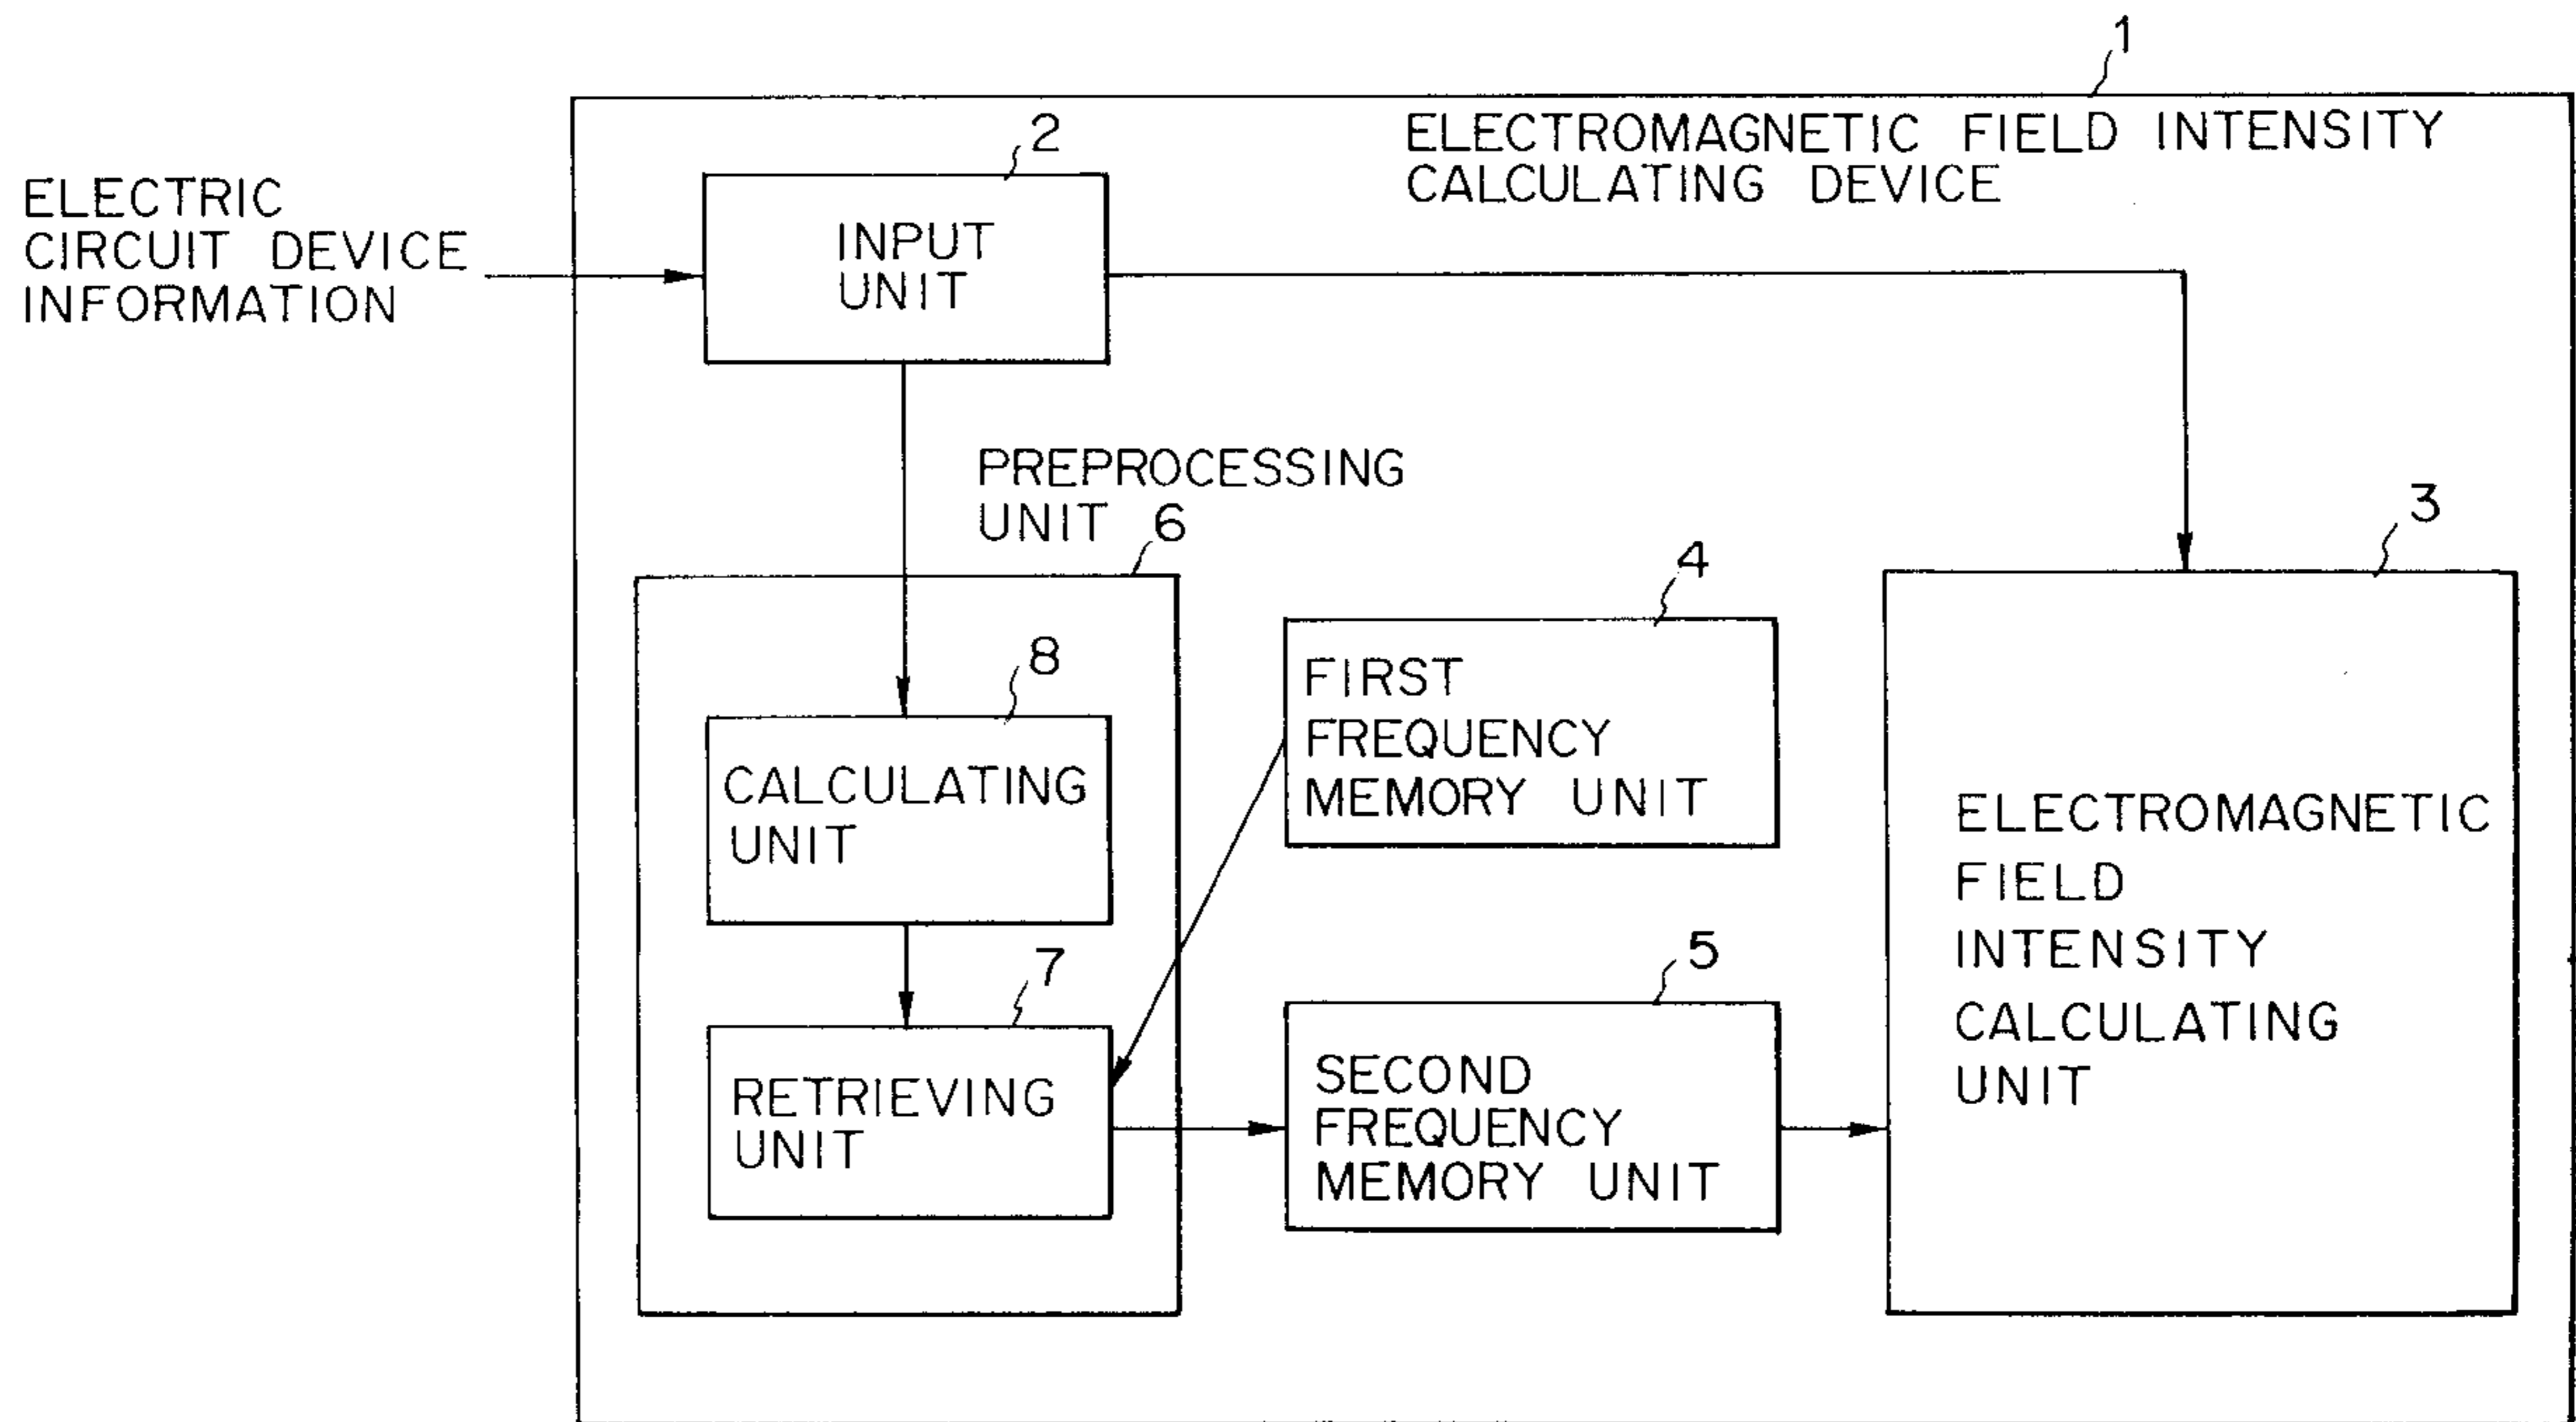 1
ELECTROMAGNETIC FIELD INTENSITY
CALCULATING DEVICE
2
ELECTRIC
CIRCUIT DEVICE
INFORMATION
INPUT
UNIT
PREPROCESSING
UNIT 6
3
4
8
FIRST
FREQUENCY
MEMORY UNIT
CALCULATING
UNIT
ELECTROMAGNETIC
FIELD
INTENSITY
CALCULATING
UNIT
7
5
RETRIEVING
UNIT
SECOND
FREQUENCY
MEMORY UNIT